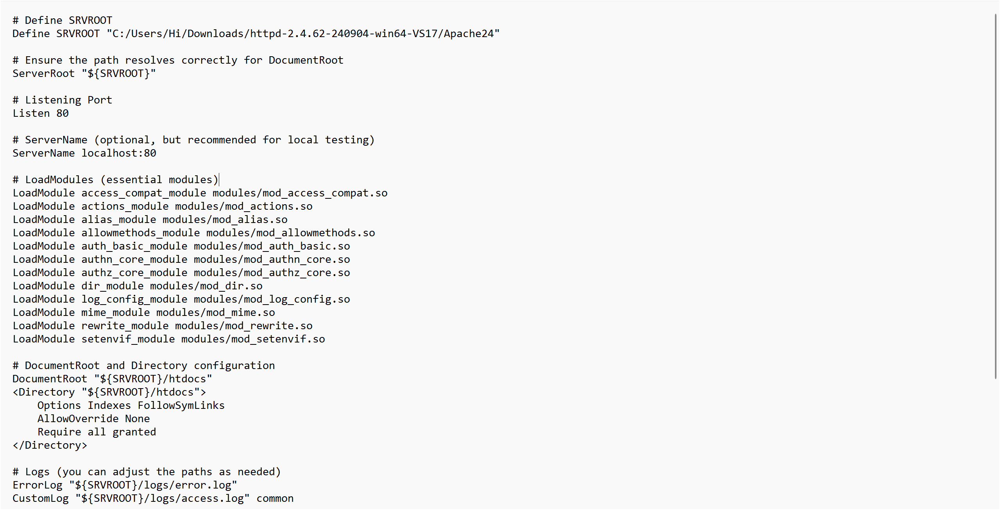 # Define SRVROOT
Define SRVROOT "C:/Users/Hi/Downloads/httpd-2.4.62-240904-win64-VS17/Apache24"
# Ensure the path resolves correctly for DocumentRoot
ServerRoot "${SRVROOT}"
# Listening Port
Listen 80
# ServerName (optional, but recommended for local testing)
ServerName localhost:80
# LoadModules (essential modules)
LoadModule access_compat_module modules/mod_access_compat.so
LoadModule actions_module modules/mod_actions.so
LoadModule alias_module modules/mod_alias.so
LoadModule allowmethods_module modules/mod_allowmethods.so
LoadModule auth_basic_module modules/mod_auth_basic.so
LoadModule authn_core_module modules/mod_authn_core.so
LoadModule authz_core_module modules/mod_authz_core.so
LoadModule dir_module modules/mod_dir.so
LoadModule log_config_module modules/mod_log_config.so
LoadModule mime_module modules/mod_mime.so
LoadModule rewrite_module modules/mod_rewrite.so
LoadModule setenvif_module modules/mod_setenvif.so
# DocumentRoot and Directory configuration
DocumentRoot "${SRVROOT}/htdocs"
<Directory "${SRVROOT}/htdocs">
    Options Indexes FollowSymLinks
    AllowOverride None
    Require all granted
</Directory>
# Logs (you can adjust the paths as needed)
ErrorLog "${SRVROOT}/logs/error.log"
CustomLog "${SRVROOT}/logs/access.log" common